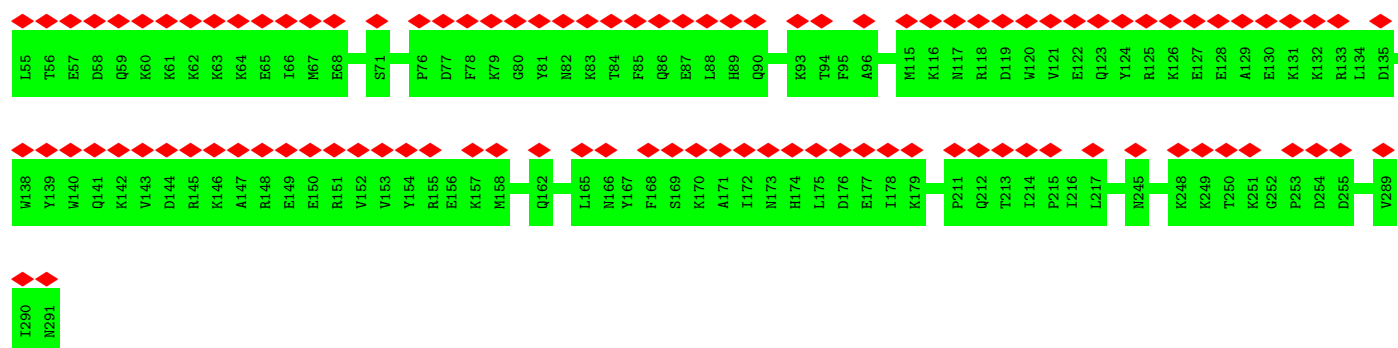 L55 T56 E57 D58 Q59 K60 K61 K62 K63 K64 E65 I66 M67 E68 S71 P76 D77 F78 K79 G80 Y81 N82 K83 T84 F85 Q86 E87 L88 H89 Q90 K93 T94 F95 A96 M115 K116 N117 R118 D119 W120 V121 E122 Q123 Y124 R125 K126 E127 E128 A129 E130 K131 K132 R133 L134 D135
W138 Y139 W140 Q141 K142 V143 D144 R145 K146 A147 R148 E149 E150 R151 V152 V153 Y154 R155 E156 K157 M158 Q162 L165 N166 Y167 F168 S169 K170 A171 I172 N173 H174 L175 D176 E177 I178 K179 P211 Q212 T213 I214 P215 I216 L217 N245 K248 K249 T250 K251 G252 P253 D254 D255 V289
I290 N291